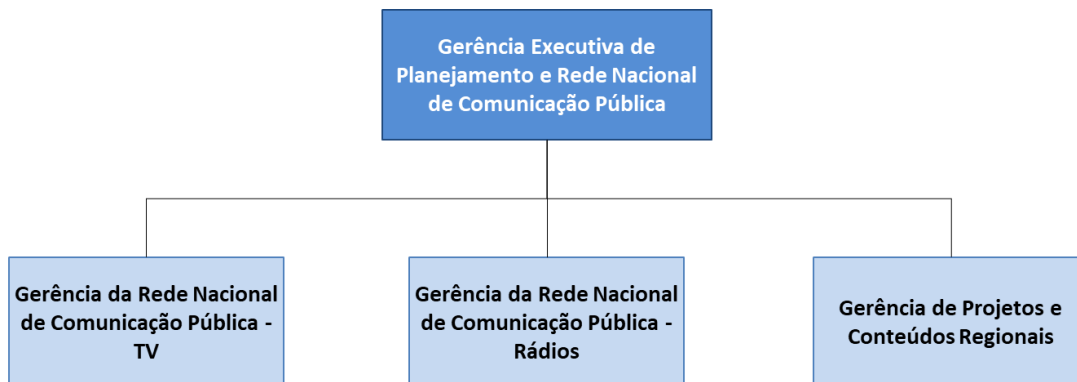 Gerência Executiva de
Planejamento e Rede Nacional
de Comunicação Pública
Gerência da Rede Nacional
de Comunicação Pública -
TV
Gerência da Rede Nacional
de Comunicação Pública -
Rádios
Gerência de Projetos e
Conteúdos Regionais